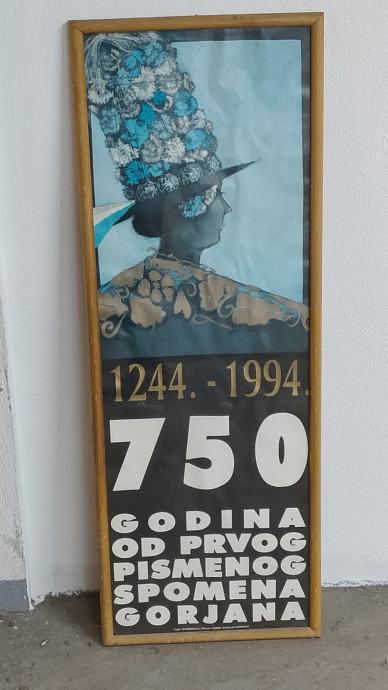 1244. - 1994.
750
GODINA
OD PRVOG
PISMENOG
SPOMENA
GORJANA